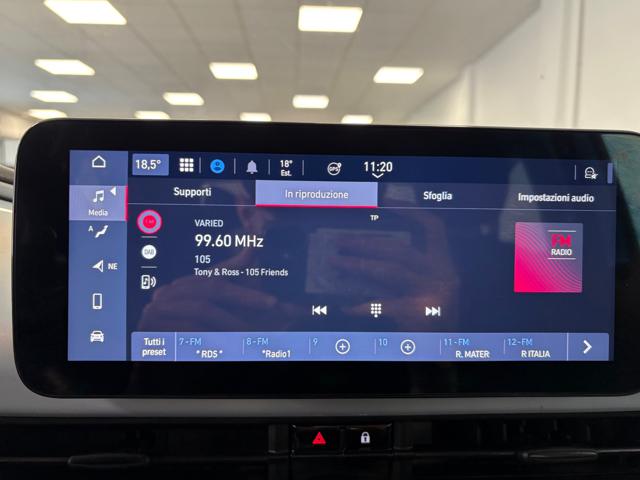 18,5°
18°
Est.
GPS
11:20
Media
A
NE
Supporti
In riproduzione
Sfoglia
Impostazioni audio
TP
DAB
VARIED
99.60 MHz
105
Tony & Ross - 105 Friends
FM
RADIO
Tutti i
preset
7-FM
*RDS*
8-FM
*Radio1
9
10
11-FM
R. MATER
12-FM
R ITALIA